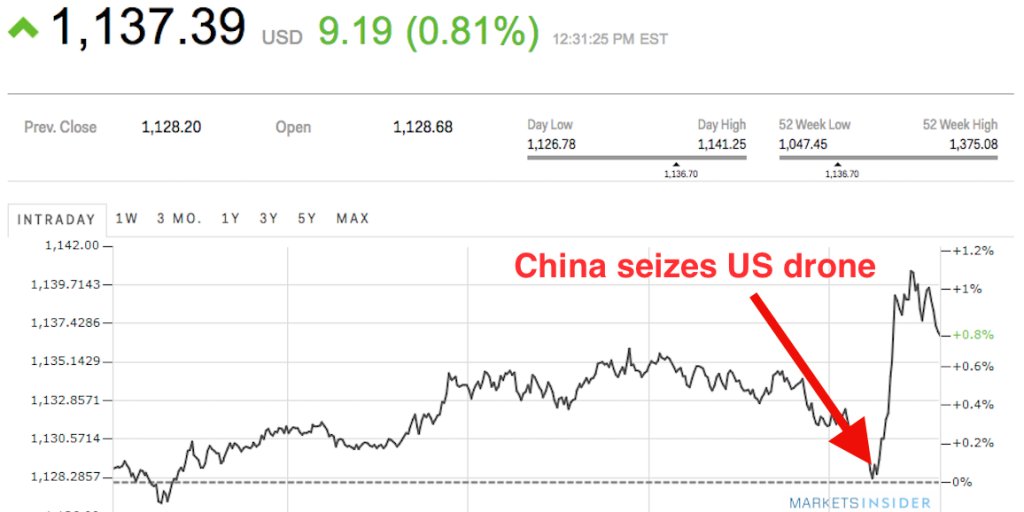 1,137.39 USD 9.19 (0.81%) 12:31:25 PM EST
Prev. Close 1,128.20 Open 1,128.68
Day Low Day High
1,126.78 1,141.25
1,136.70
52 Week Low 52 Week High
1,047.45 1,375.08
1,136.70
INTRADAY 1W 3 MO. 1Y 3Y 5Y MAX
1,142.00
1,139.7143
1,137.4286
1,135.1429
1,132.8571
1,130.5714
1,128.2857
China seizes US drone
+1.2%
+1%
+0.8%
+0.6%
+0.4%
+0.2%
0%
MARKETS INSIDER